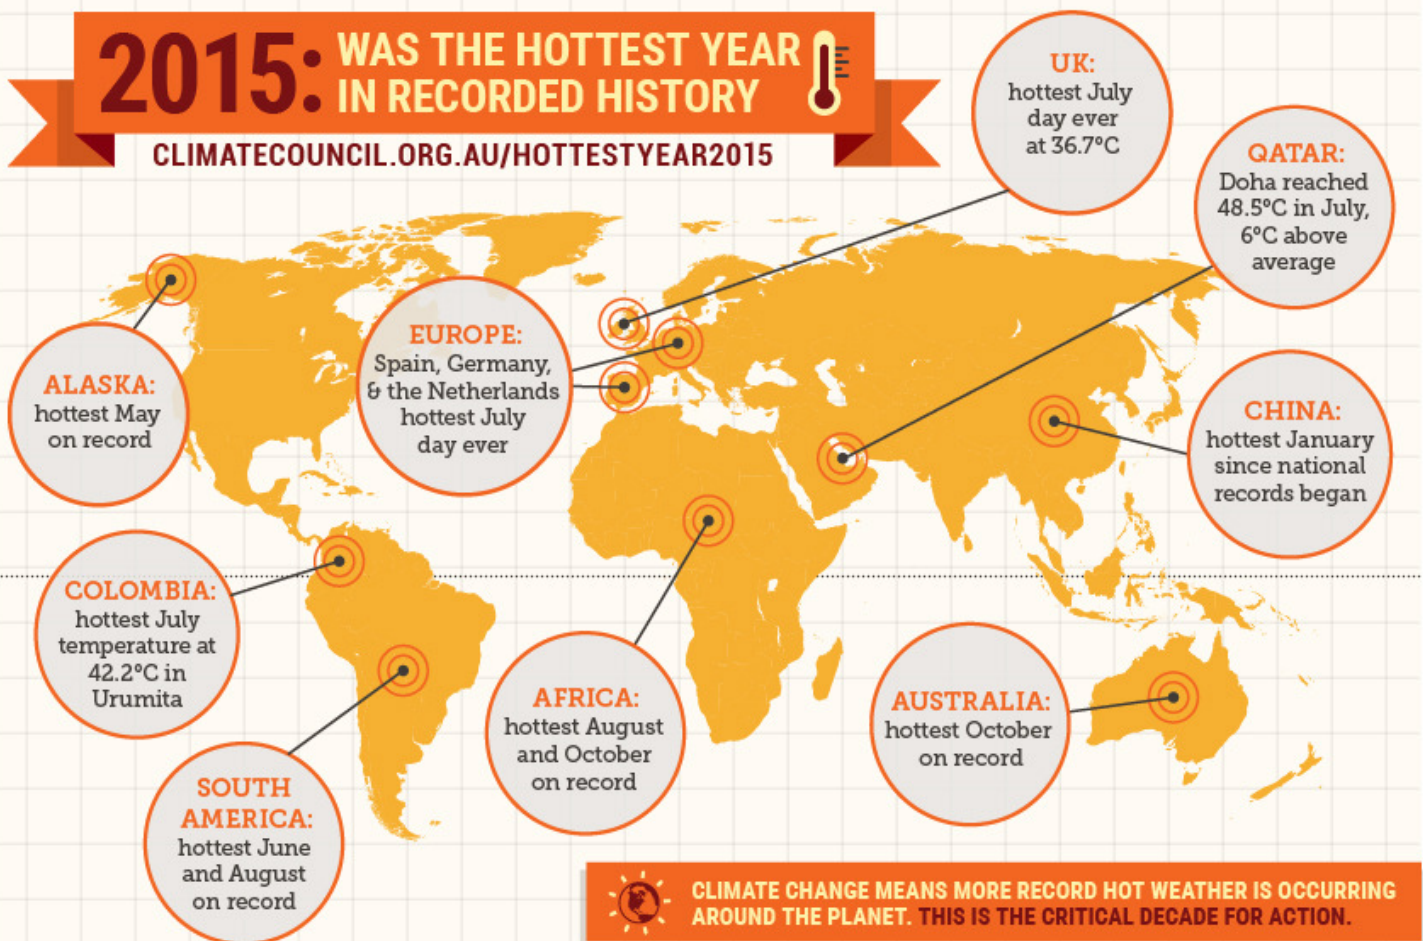 2015: WAS THE HOTTEST YEAR
IN RECORDED HISTORY
CLIMATECOUNCIL.ORG.AU/HOTTESTYEAR2015
UK:
hottest July
day ever
at 36.7°C
QATAR:
Doha reached
48.5°C in July,
6°C above
average
EUROPE:
Spain, Germany,
& the Netherlands
hottest July
day ever
ALASKA:
hottest May
on record
CHINA:
hottest January
since national
records began
COLOMBIA:
hottest July
temperature at
42.2°C in
Urumita
AFRICA:
hottest August
and October
on record
AUSTRALIA:
hottest October
on record
SOUTH
AMERICA:
hottest June
and August
on record
CLIMATE CHANGE MEANS MORE RECORD HOT WEATHER IS OCCURRING
AROUND THE PLANET. THIS IS THE CRITICAL DECADE FOR ACTION.